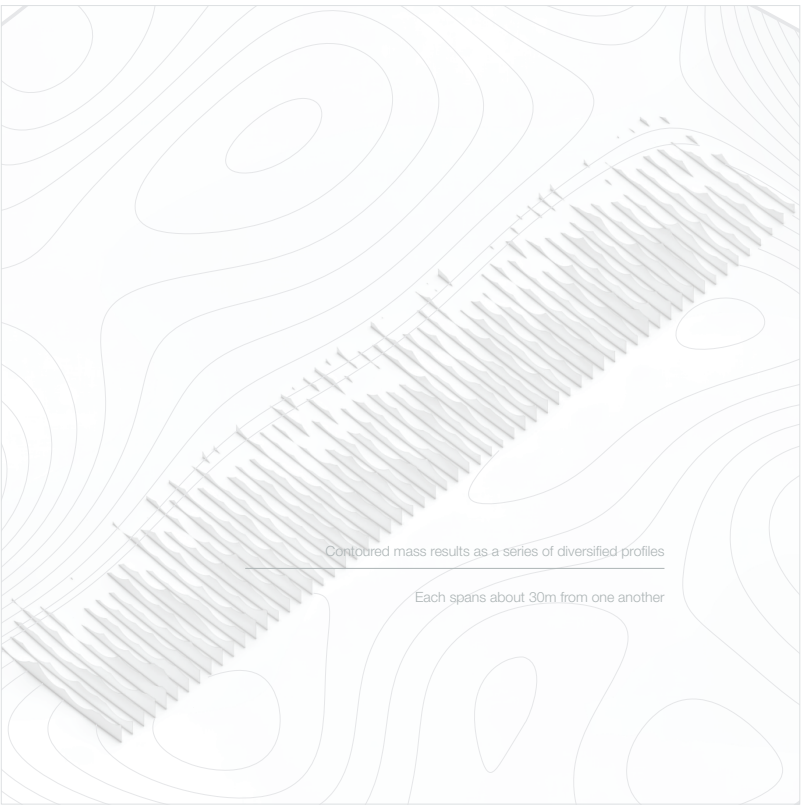 Contoured mass results as a series of diversified profiles
Each spans about 30m from one another